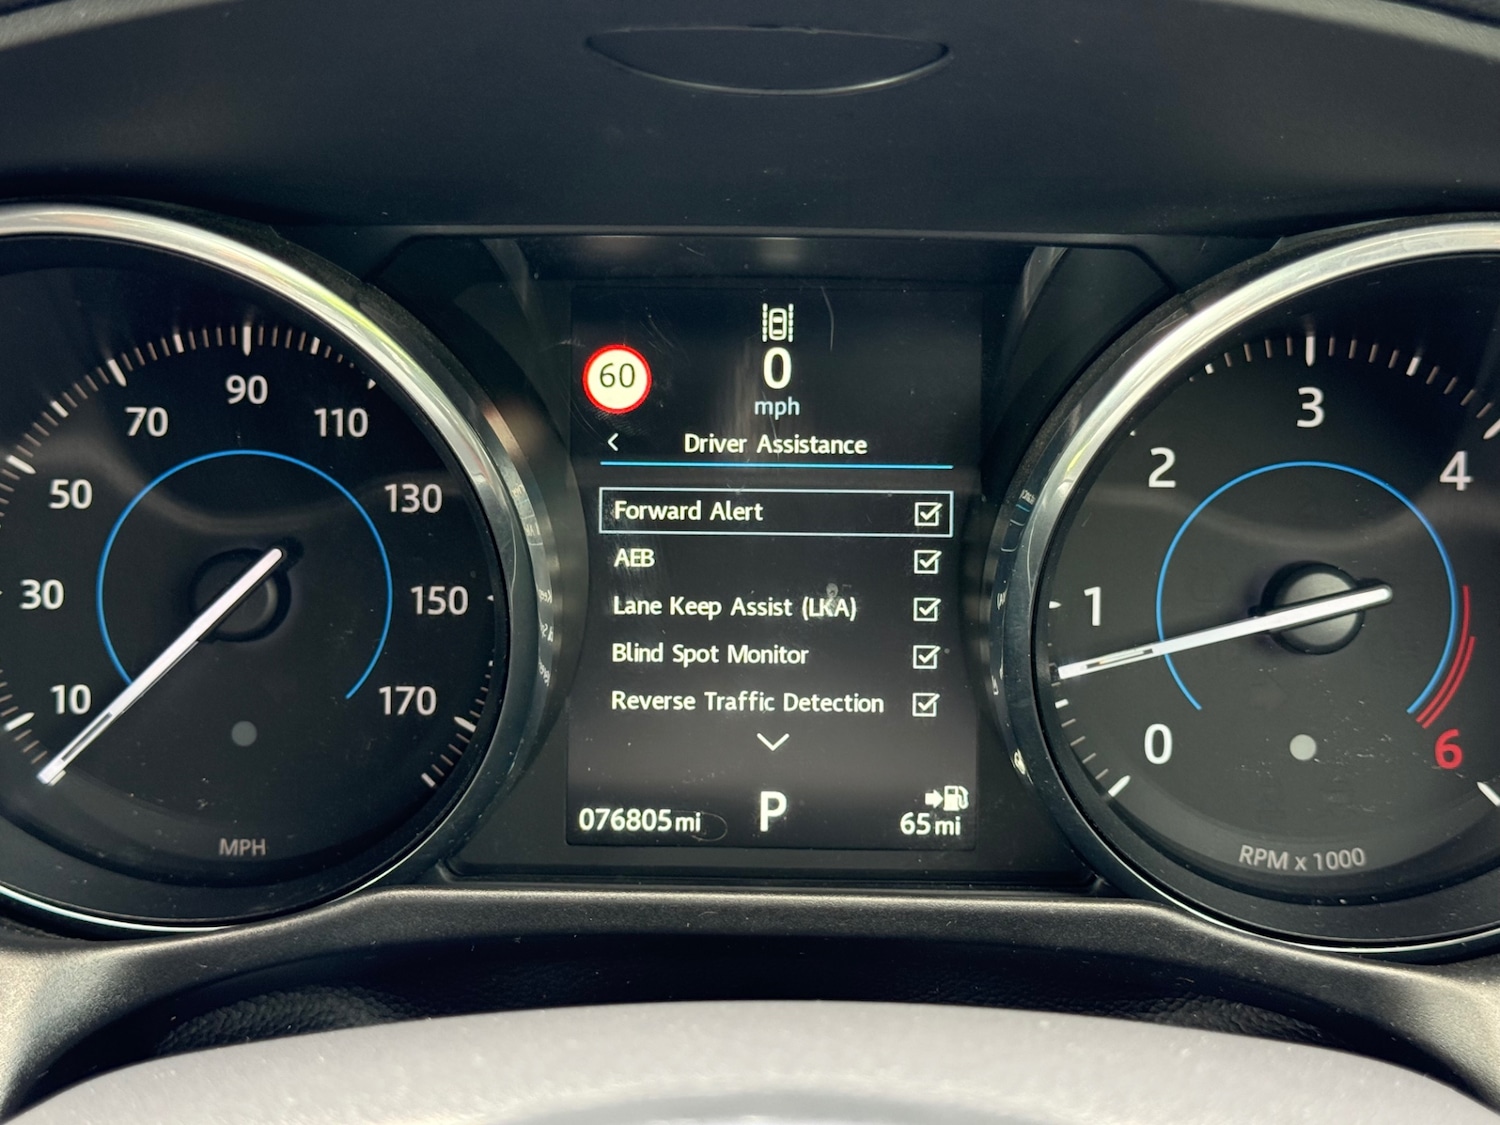 60
0
mph
Driver Assistance
Forward Alert
AEB
Lane Keep Assist (LKA)
Blind Spot Monitor
Reverse Traffic Detection
076805mi
P
65mi
10
30
50
70
90
110
130
150
170
MPH
0
1
2
3
4
6
RPM x 1000